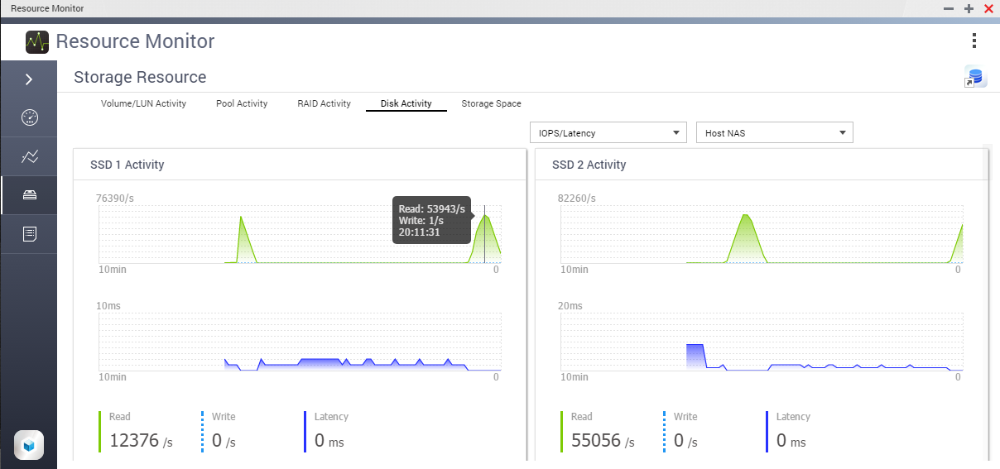 Resource Monitor
Resource Monitor
Storage Resource
Volume/LUN Activity Pool Activity RAID Activity Disk Activity Storage Space
IOPS/Latency Host NAS
SSD 1 Activity
76390/s
Read: 53943/s
Write: 1/s
20:11:31
10min 0
10ms
10min 0
Read Write Latency
12376 /s 0 /s 0 ms
SSD 2 Activity
82260/s
10min 0
20ms
10min 0
Read Write Latency
55056 /s 0 /s 0 ms